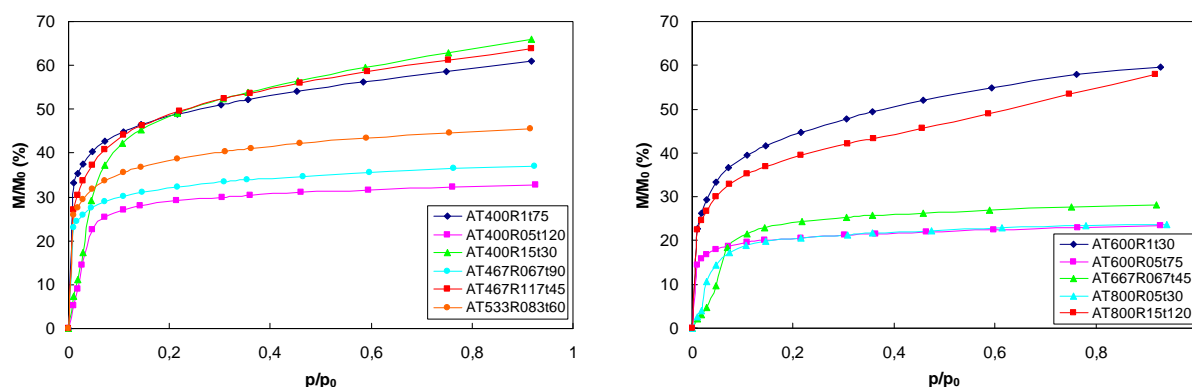 70
60
50
40
30
20
10
0
M/M₀ (%)
AT400R1t75
AT400R05t120
AT400R15t30
AT467R067t90
AT467R117t45
AT533R083t60
0
0,2
0,4
0,6
0,8
1
p/p₀
70
60
50
40
30
20
10
0
M/M₀ (%)
AT600R1t30
AT600R05t75
AT667R067t45
AT800R05t30
AT800R15t120
0
0,2
0,4
0,6
0,8
p/p₀